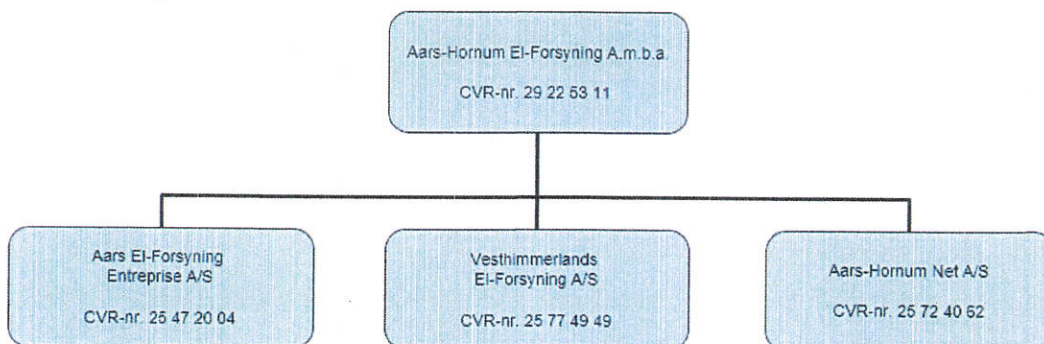 Aars-Hornum El-Forsyning A.m.b.a.
CVR-nr. 29 22 53 11
Aars El-Forsyning
Entreprise A/S
CVR-nr. 25 47 20 04
Vesthimmerlands
El-Forsyning A/S
CVR-nr. 25 77 49 49
Aars-Hornum Net A/S
CVR-nr. 25 72 40 62